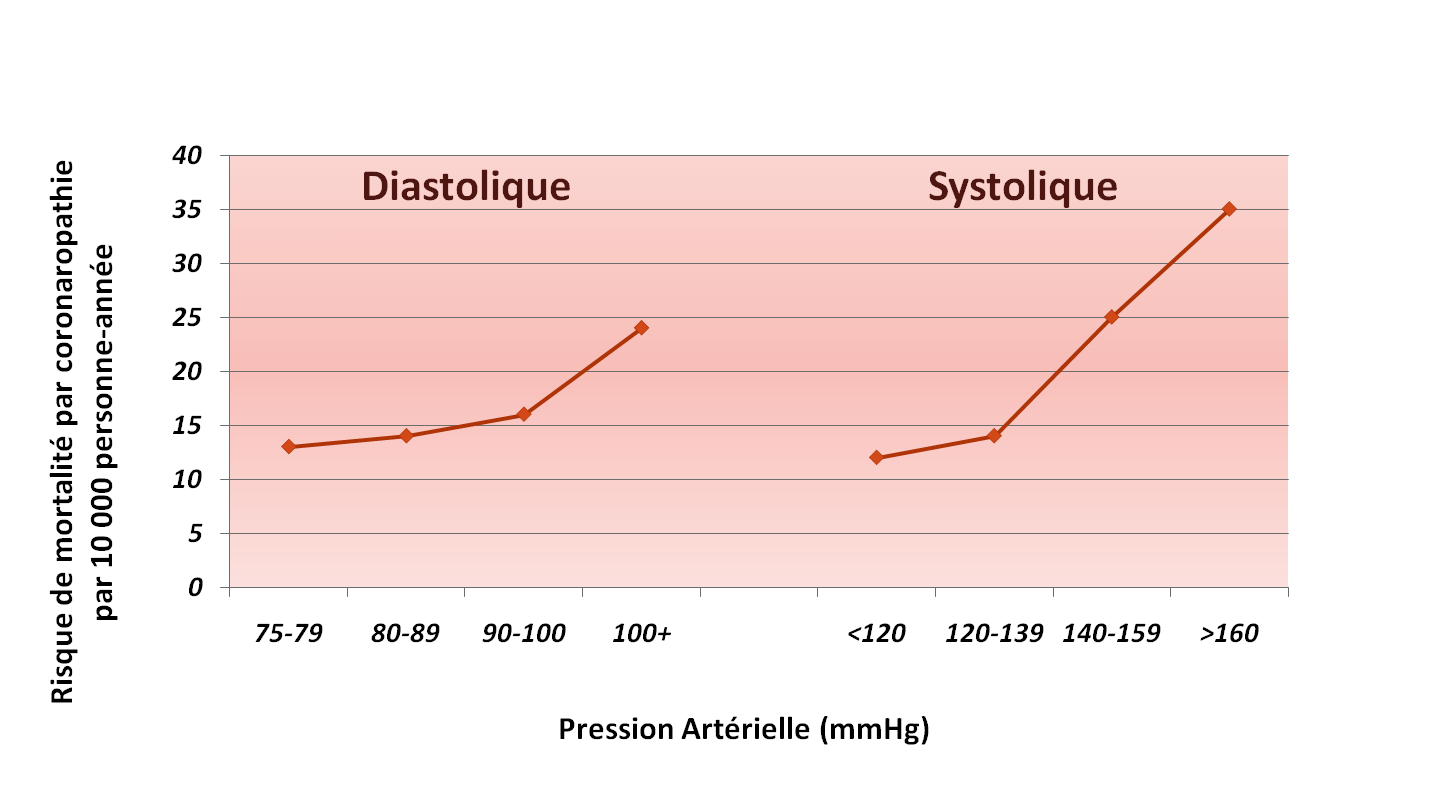 Risque de mortalité par coronaropathie
par 10 000 personne-année
Diastolique
Systolique
40
35
30
25
20
15
10
5
0
75-79 80-89 90-100 100+ <120 120-139 140-159 >160
Pression Artérielle (mmHg)